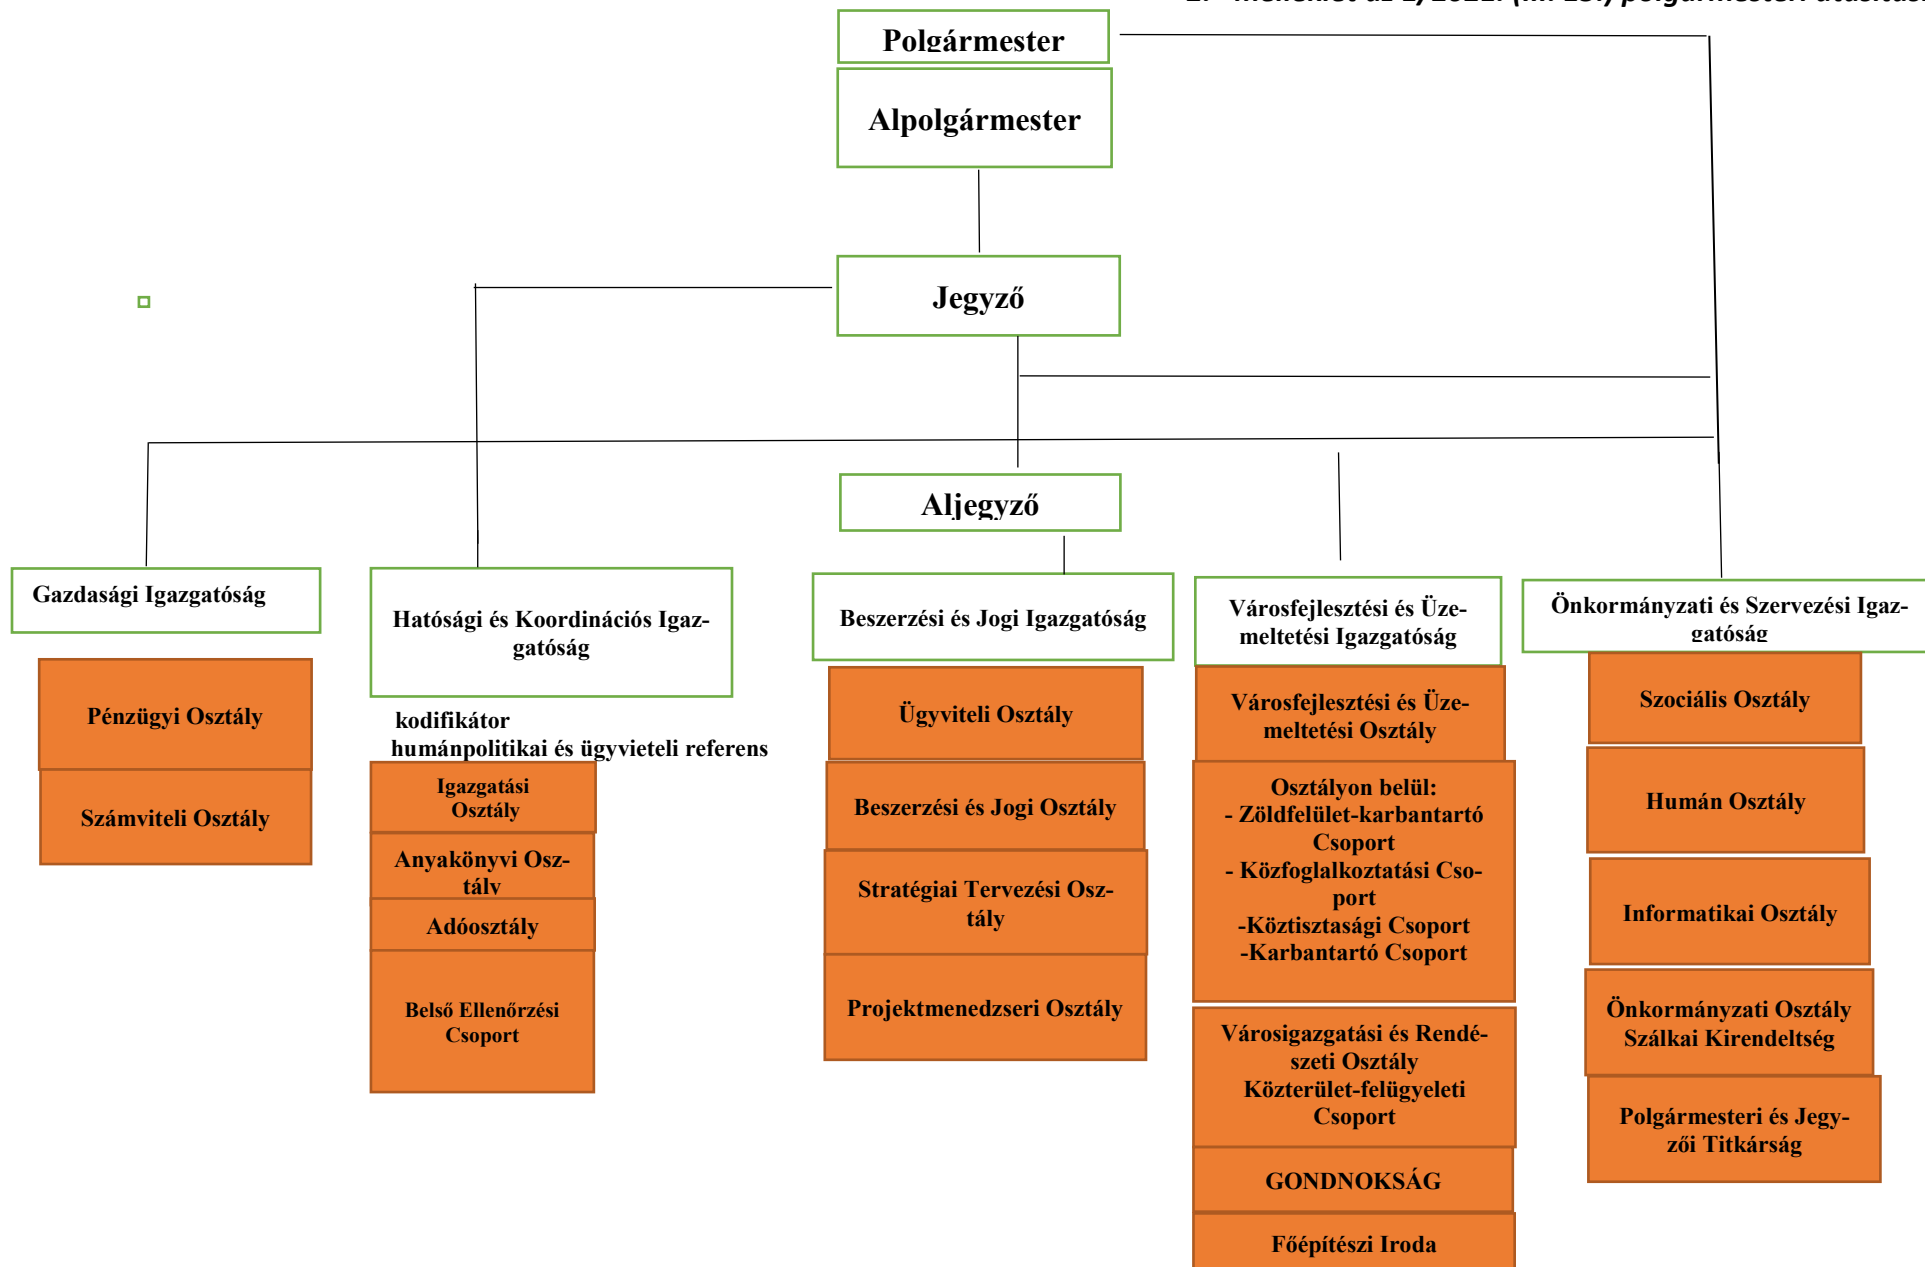 polgármesteri
Polgármester
Alpolgármester
Jegyző
Aljegyző
Gazdasági Igazgatóság
Pénzügyi Osztály
Számviteli Osztály
Hatósági és Koordinációs Igaz-
gatóság
kodifikátor
humánpolitikai és ügyvieteli referens
Igazgatási
Osztály
Anyakönyvi Osz-
tály
Adóosztály
Belső Ellenőrzési
Csoport
Beszerzési és Jogi Igazgatóság
Ügyviteli Osztály
Beszerzési és Jogi Osztály
Stratégiai Tervezési Osz-
tály
Projektmenedzseri Osztály
Városfejlesztési és Üze-
meltetési Igazgatóság
Városfejlesztési és Üze-
meltetési Osztály
Osztályon belül:
- Zöldfelület-karbantartó
Csoport
- Közfoglalkoztatási Cso-
port
-Köztisztasági Csoport
-Karbantartó Csoport
Városigazgatási és Rendé-
szeti Osztály
Közterület-felügyeleti
Csoport
GONDNOKSÁG
Főépítészi Iroda
Önkormányzati és Szervezési Igaz-
gatóság
Szociális Osztály
Humán Osztály
Informatikai Osztály
Önkormányzati Osztály
Szálkai Kirendeltség
Polgármesteri és Jegy-
zői Titkárság